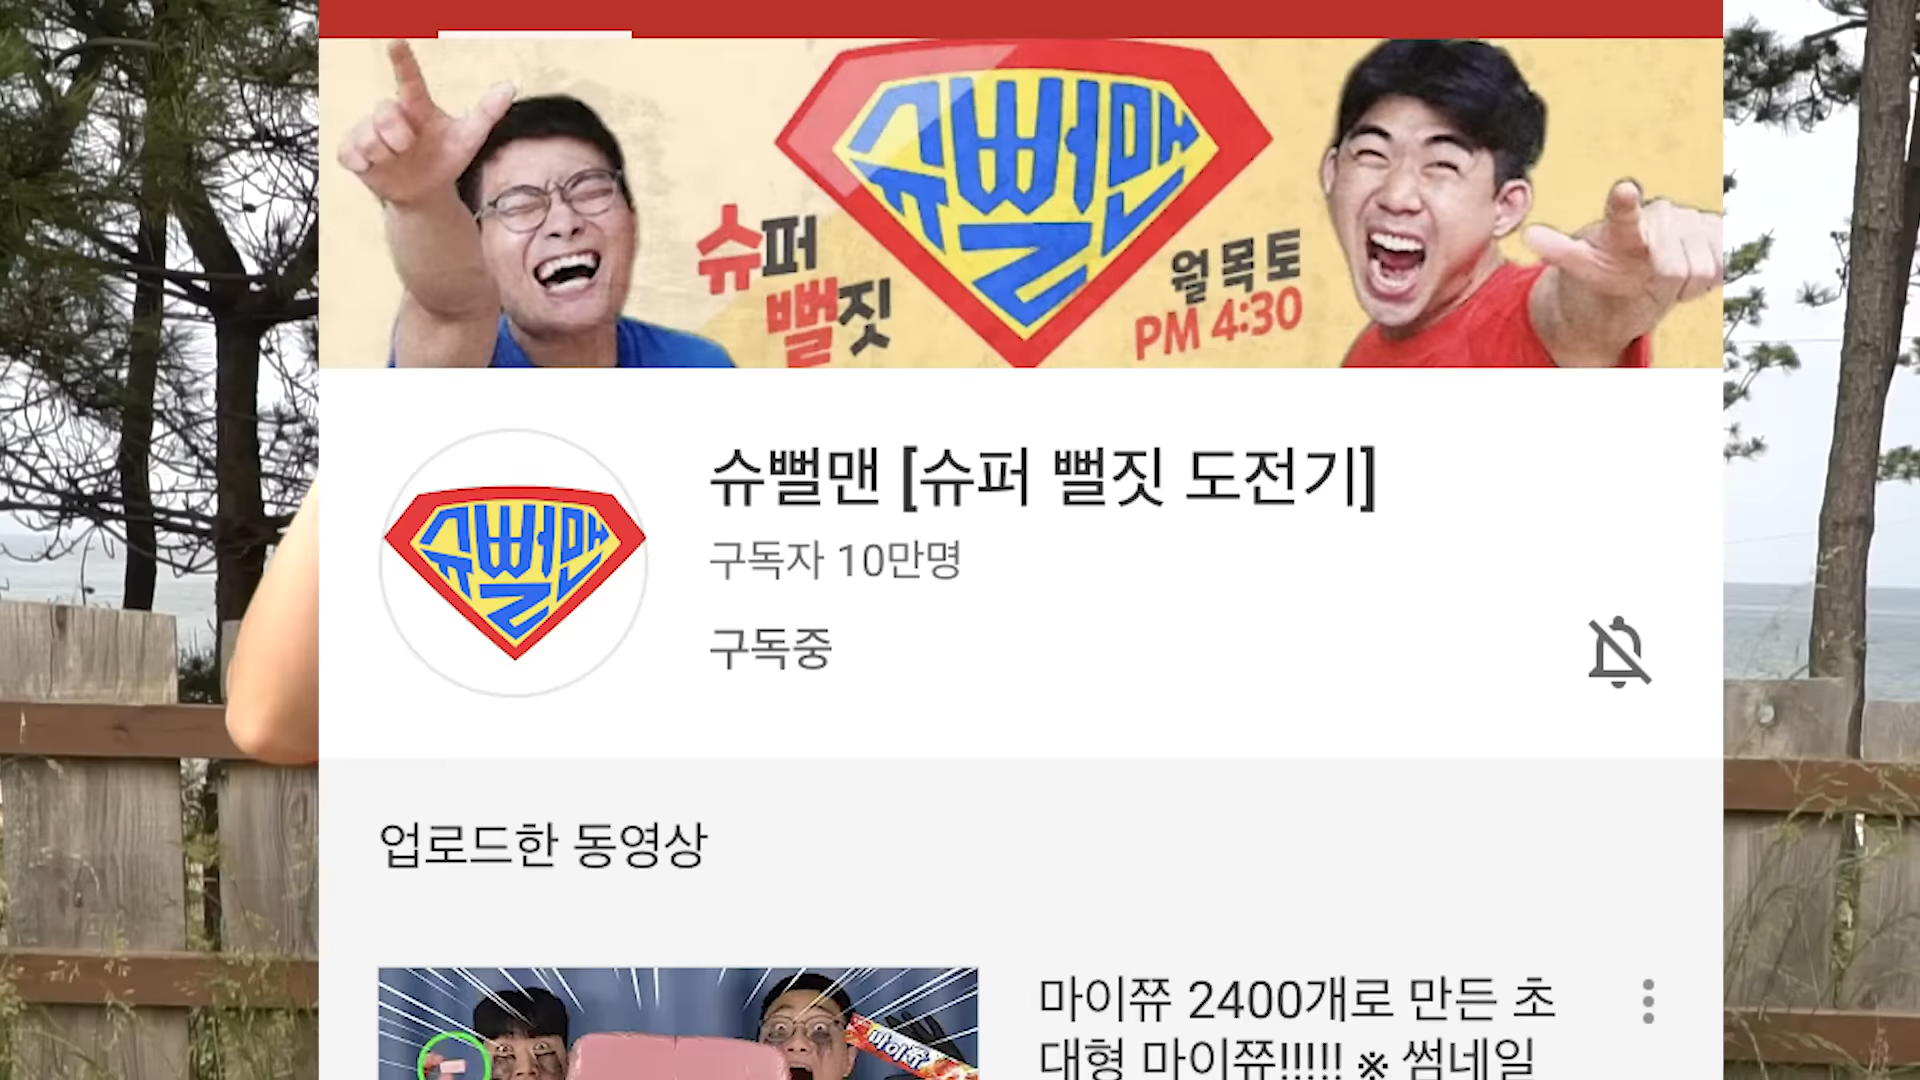 슈뻘맨
슈퍼
뻘짓
월목토
PM 4:30
슈뻘맨 [슈퍼 뻘짓 도전기]
슈뻘맨
구독자 10만명
구독중
업로드한 동영상
마이쮸 2400개로 만든 초
대형 마이쮸!!!!! ※ 썸네일
마이쮸